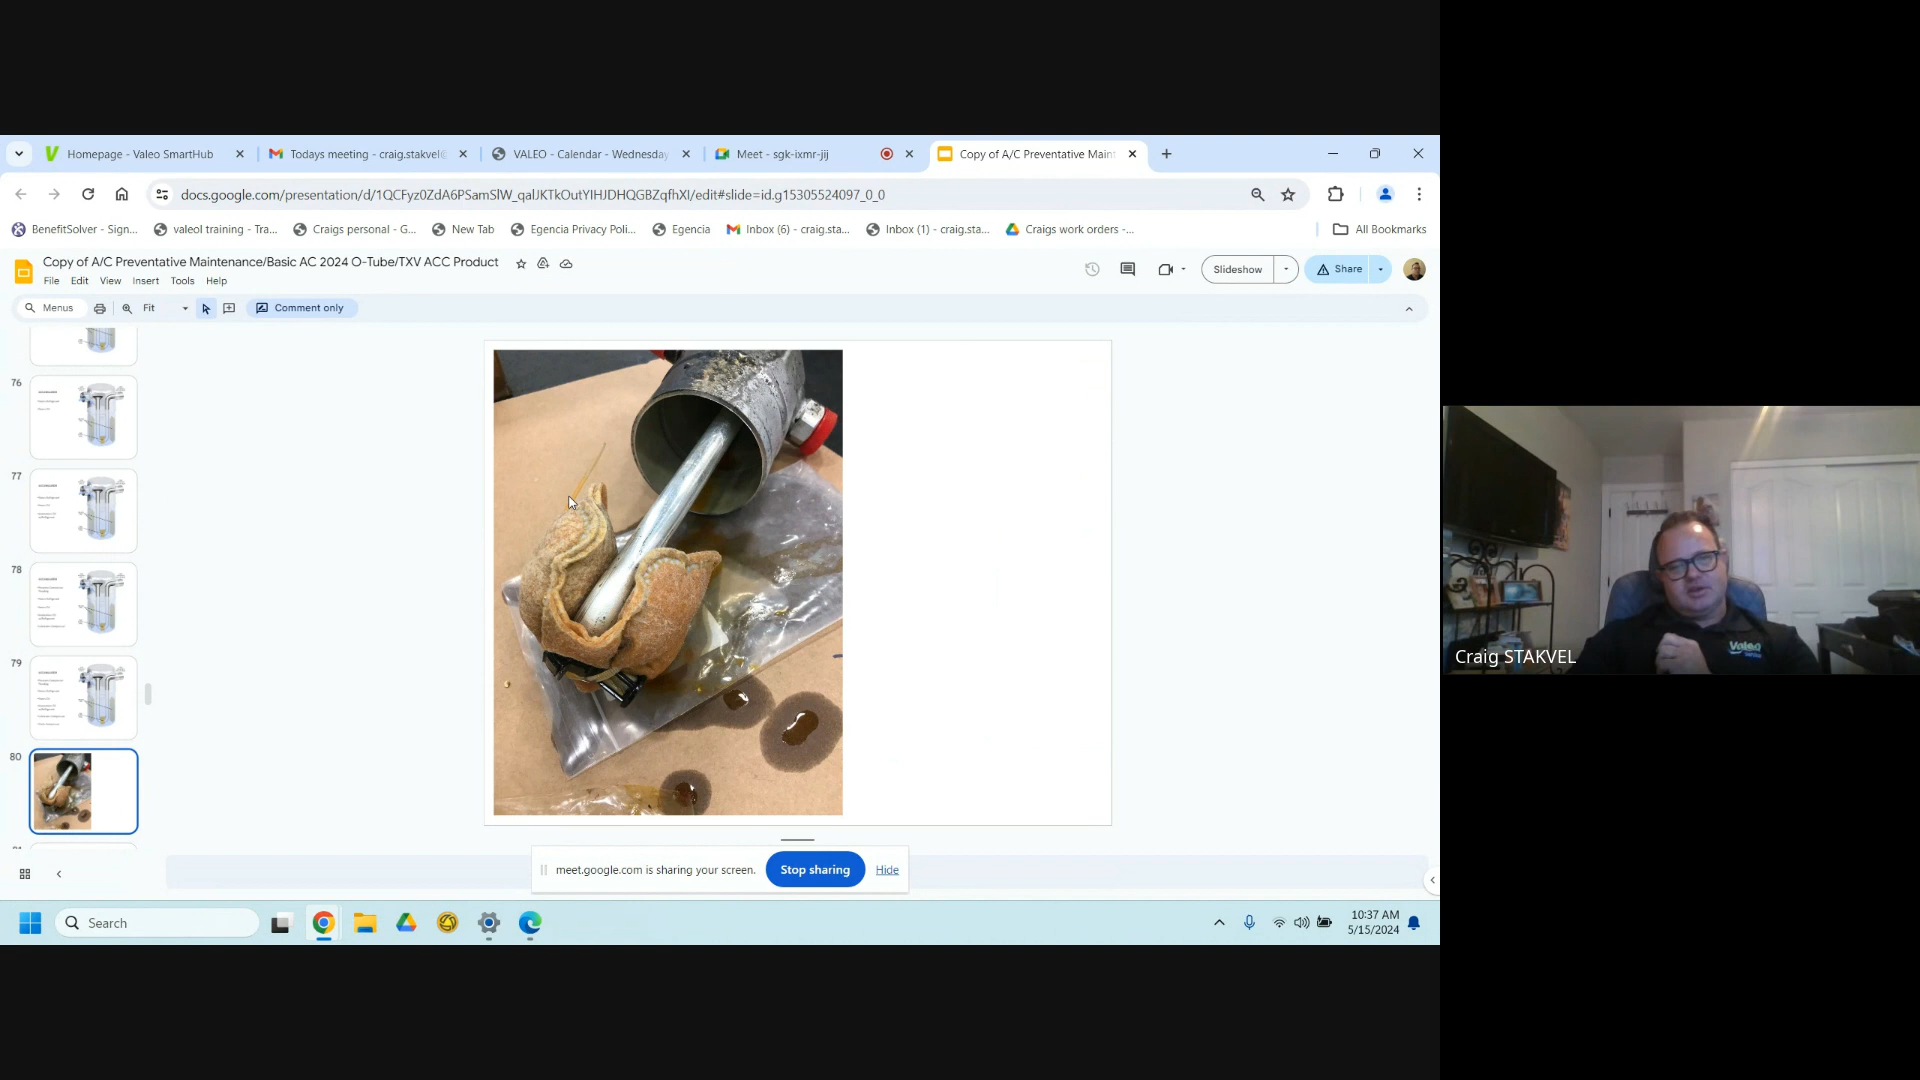 Homepage - Valeo SmartHub
Todays meeting - craig.stakvel@
VALEO - Calendar - Wednesday
Meet - sgk-ixmr-jij
Copy of A/C Preventative Maint
docs.google.com/presentation/d/1QCFyz0ZdA6PSamSlW_qalJKTkOutYIHJDHQGBZqfhXI/edit#slide=id.g15305524097_0_0
BenefitSolver - Sign...
valeol training - Tra...
Craigs personal - G...
New Tab
Egencia Privacy Poli...
Egencia
Inbox (6) - craig.sta...
Inbox (1) - craig.sta...
Craigs work orders -...
All Bookmarks
Copy of A/C Preventative Maintenance/Basic AC 2024 O-Tube/TXV ACC Product
File Edit View Insert Tools Help
Slideshow
Share
Menus
Fit
Comment only
76
77
78
79
80
Valeo
Craig STAKVEL
meet.google.com is sharing your screen.
Stop sharing
Hide
Search
10:37 AM
5/15/2024